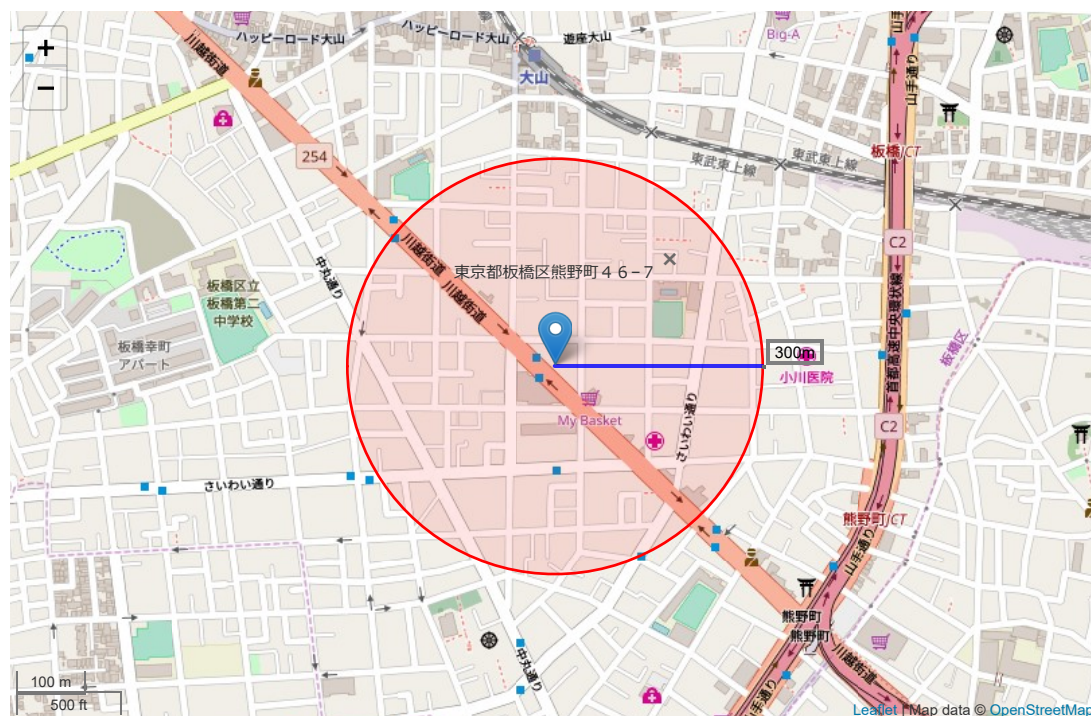 +
−
川越街道
ハッピーロード大山
ハッピーロード大山
遊座大山
Big-A
山手
山手通り
大山
254
東武東上線
東武東上線
板橋JCT
C2
川越街道
川越街道
東京都板橋区熊野町４６−７
中丸通り
板橋区立
板橋第二
中学校
板橋幸町
アパート
首都高速中央環状線
板橋区
300m
小川医院
My Basket
さいわい通り
C2
さいわい通り
熊野町JCT
山手通り
熊野町
熊野町
川越街道
中丸通り
山手通り
100 m
500 ft
Leaflet | Map data © OpenStreetMap